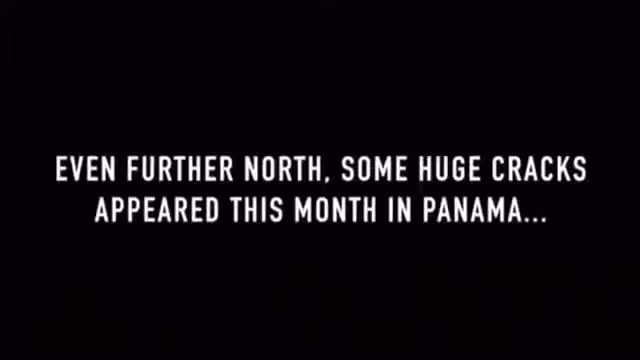 EVEN FURTHER NORTH, SOME HUGE CRACKS
APPEARED THIS MONTH IN PANAMA...